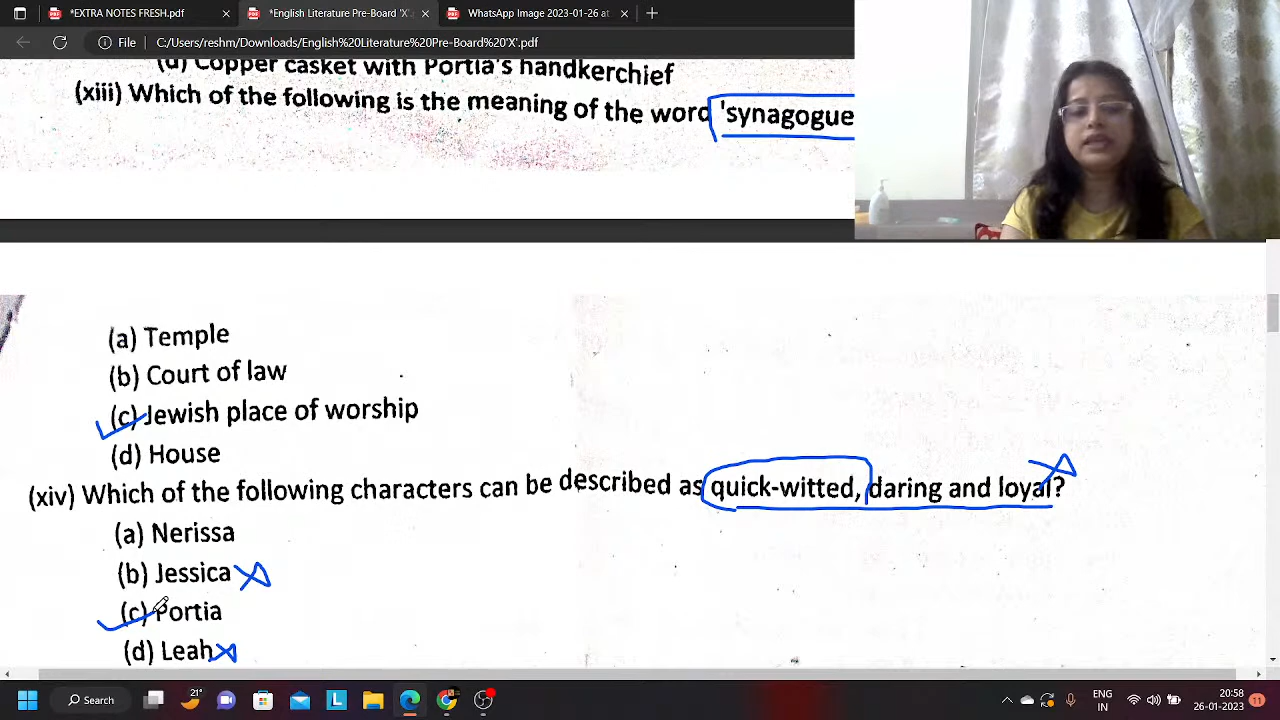 *EXTRA NOTES FRESH.pdf
*English Literature Pre-Board 'X'
WhatsApp Image 2023-01-26 at
File
C:/Users/reshm/Downloads/English%20Literature%20Pre-Board%20'X'.pdf
(d) Copper casket with Portia's handkerchief
(xiii) Which of the following is the meaning of the word 'synagogue
(a) Temple
(b) Court of law
(c) Jewish place of worship
(d) House
(xiv) Which of the following characters can be described as quick-witted, daring and loyal?
(a) Nerissa
(b) Jessica
(c) Portia
(d) Leah
Search
21°
ENG
IN
20:58
26-01-2023
11